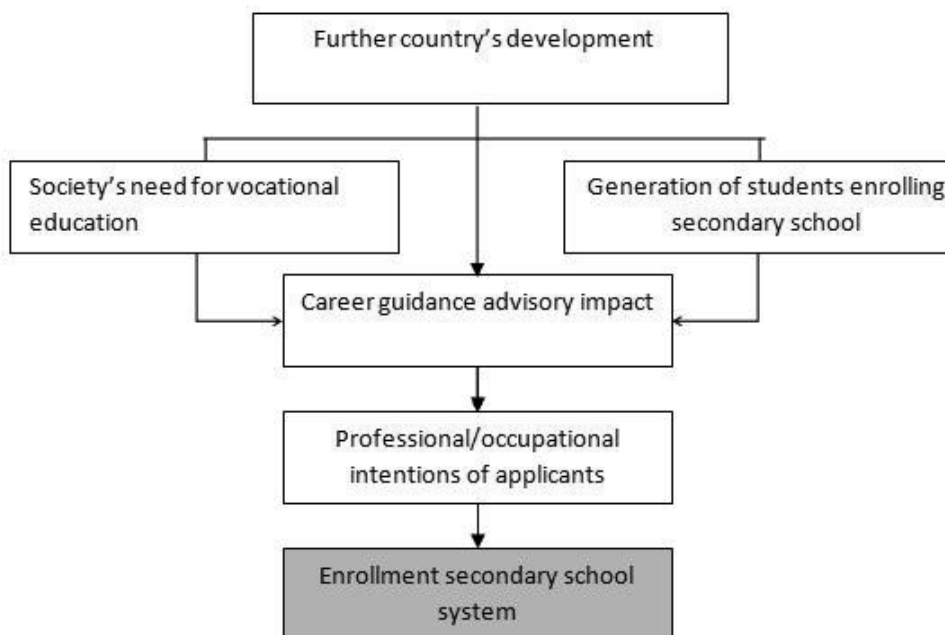 Further country’s development
Society’s need for vocational
education
Generation of students enrolling
secondary school
Career guidance advisory impact
Professional/occupational
intentions of applicants
Enrollment secondary school
system